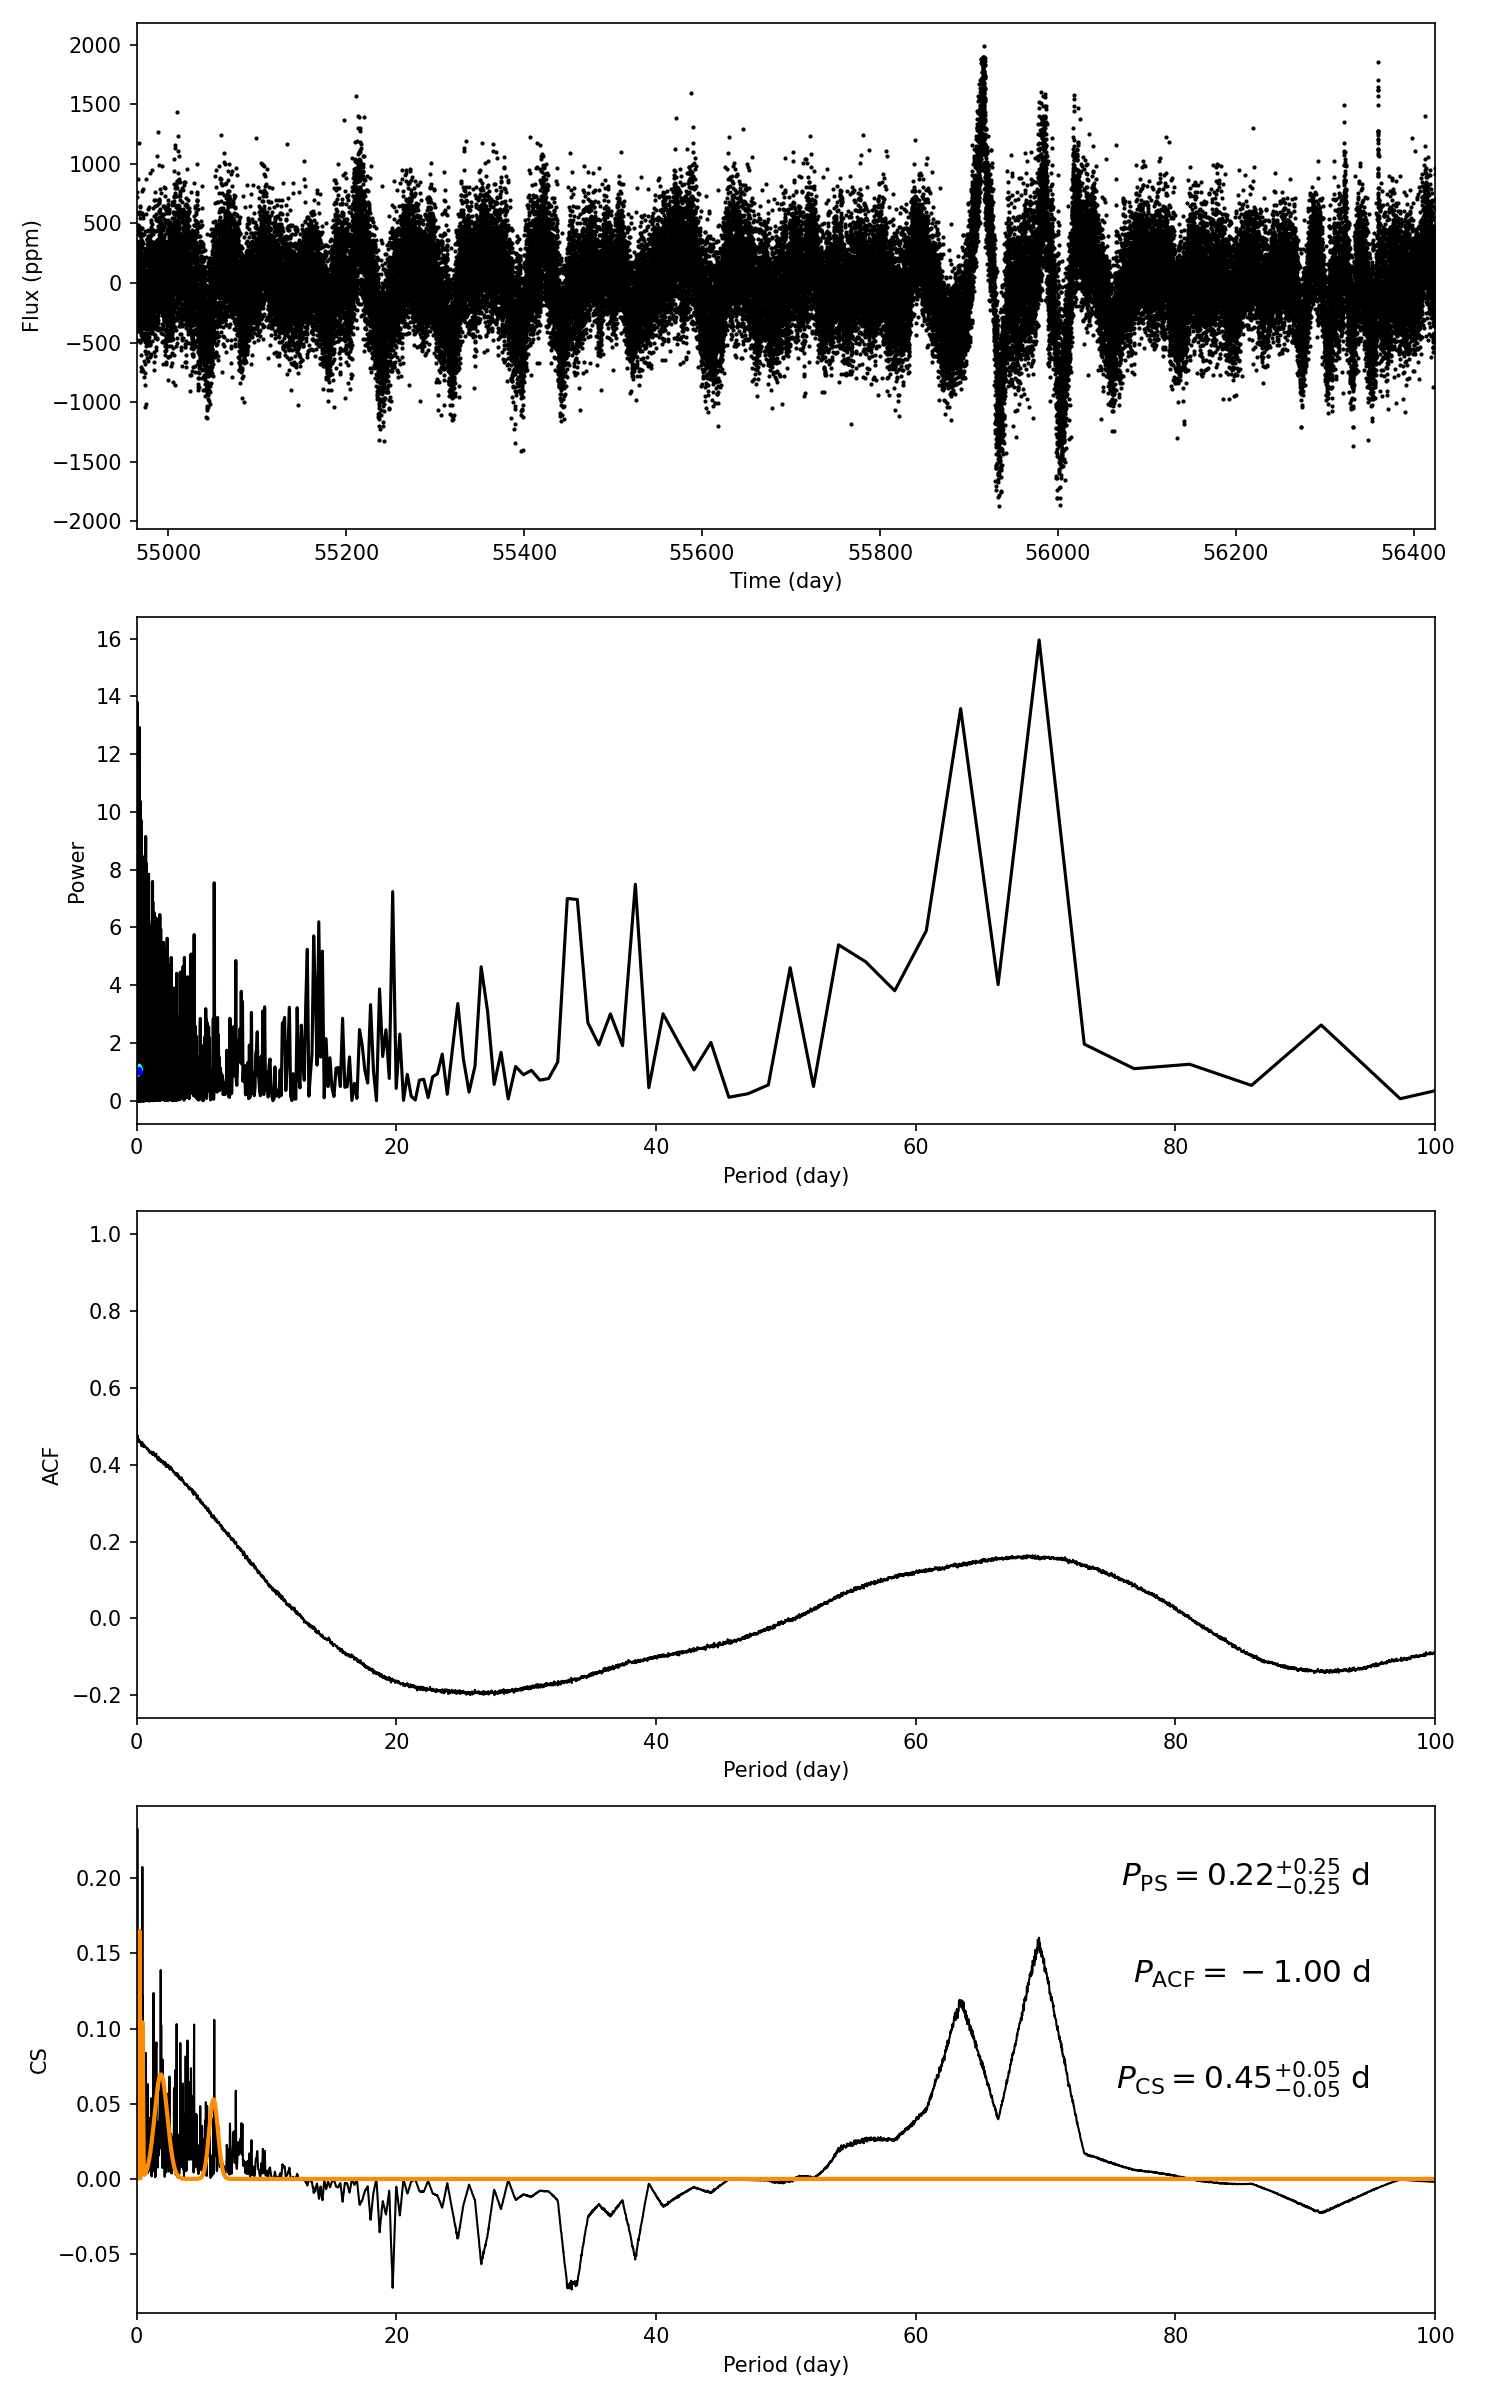 2000
1500
1000
500
0
−500
−1000
−1500
−2000
Flux (ppm)
55000 55200 55400 55600 55800 56000 56200 56400
Time (day)
16
14
12
10
8
6
4
2
0
Power
0 20 40 60 80 100
Period (day)
1.0
0.8
0.6
0.4
0.2
0.0
−0.2
ACF
0 20 40 60 80 100
Period (day)
0.20
0.15
0.10
0.05
0.00
−0.05
CS
P_PS = 0.22 +0.25 −0.25 d
P_ACF = −1.00 d
P_CS = 0.45 +0.05 −0.05 d
0 20 40 60 80 100
Period (day)